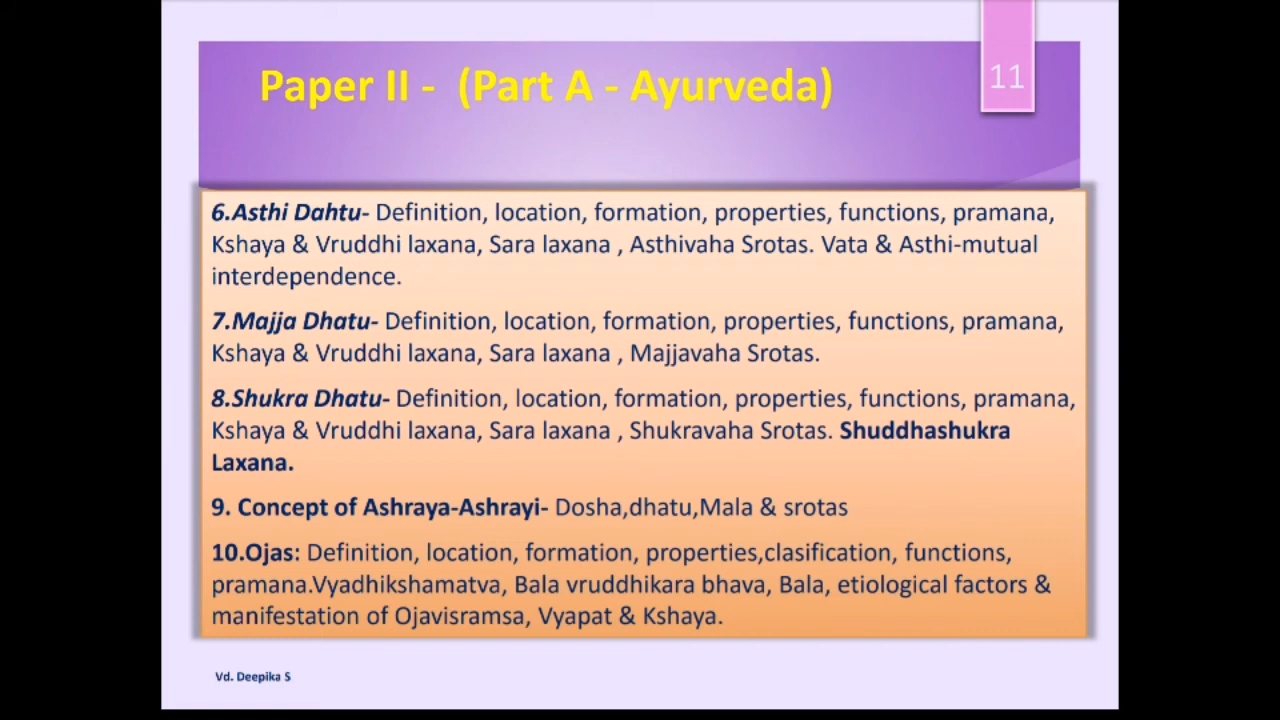 Paper II - (Part A - Ayurveda)
11
6.Asthi Dahtu- Definition, location, formation, properties, functions, pramana,
Kshaya & Vruddhi laxana, Sara laxana , Asthivaha Srotas. Vata & Asthi-mutual
interdependence.
7.Majja Dhatu- Definition, location, formation, properties, functions, pramana,
Kshaya & Vruddhi laxana, Sara laxana , Majjavaha Srotas.
8.Shukra Dhatu- Definition, location, formation, properties, functions, pramana,
Kshaya & Vruddhi laxana, Sara laxana , Shukravaha Srotas. Shuddhashukra
Laxana.
9. Concept of Ashraya-Ashrayi- Dosha,dhatu,Mala & srotas
10.Ojas: Definition, location, formation, properties,clasification, functions,
pramana.Vyadhikshamatva, Bala vruddhikara bhava, Bala, etiological factors &
manifestation of Ojavisramsa, Vyapat & Kshaya.
Vd. Deepika S